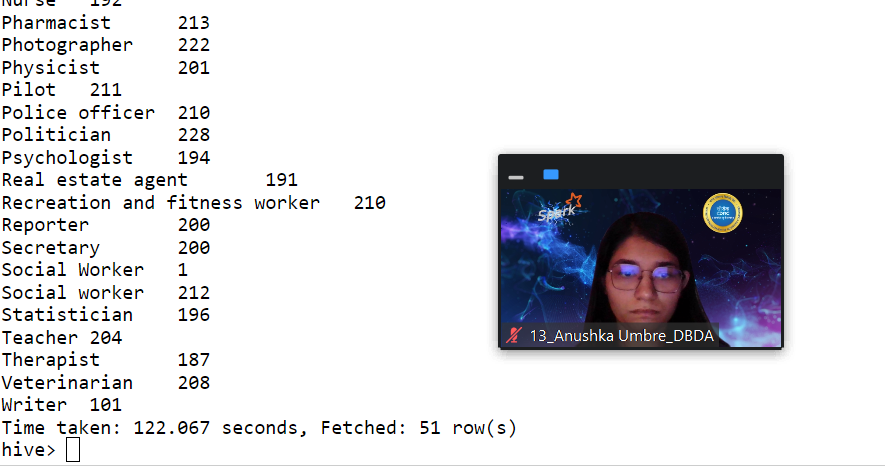 Nurse 192
Pharmacist 213
Photographer 222
Physicist 201
Pilot 211
Police officer 210
Politician 228
Psychologist 194
Real estate agent 191
Recreation and fitness worker 210
Reporter 200
Secretary 200
Social Worker 1
Social worker 212
Statistician 196
Teacher 204
Therapist 187
Veterinarian 208
Writer 101
Time taken: 122.067 seconds, Fetched: 51 row(s)
hive>
Spark
CDAC
13_Anushka Umbre_DBDA